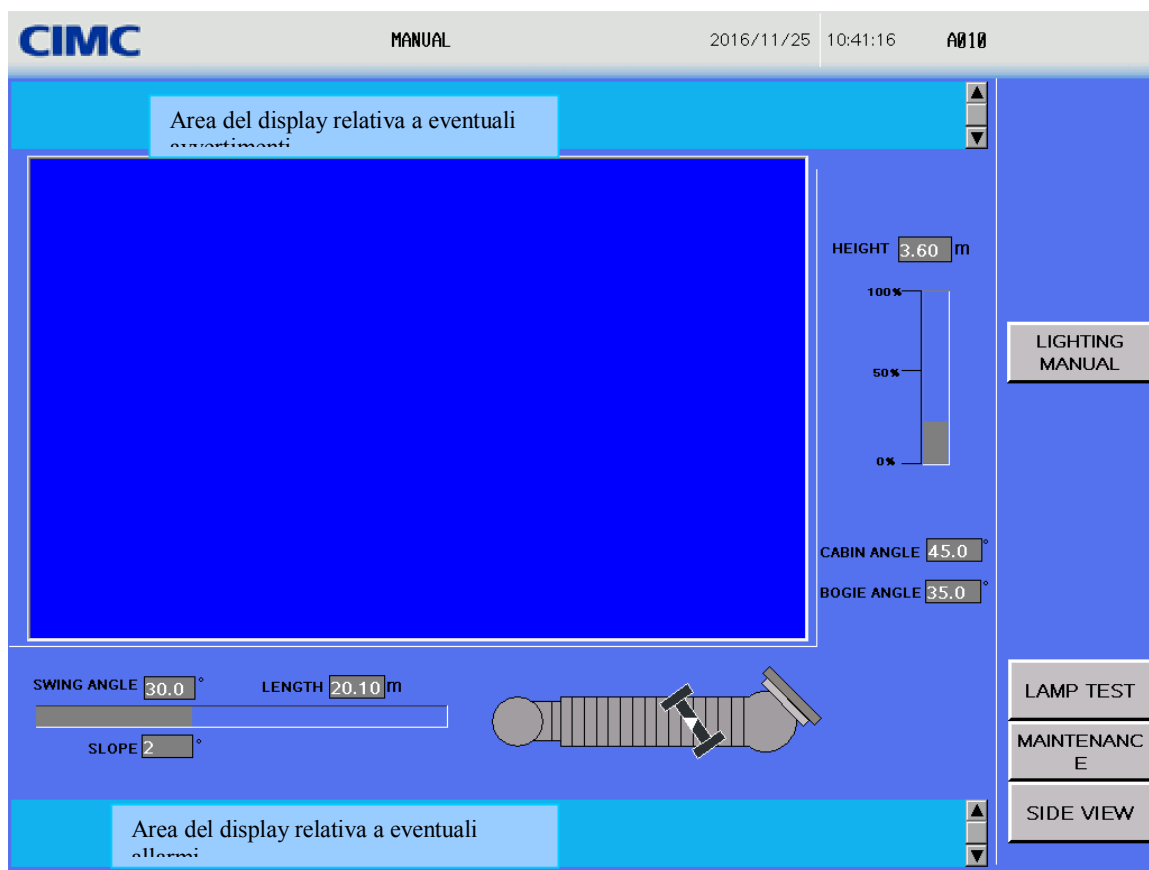 CIMC
MANUAL
2016/11/25 10:41:16 A010
Area del display relativa a eventuali
avvertimenti
HEIGHT 3.60 m
100%
50%
0%
LIGHTING
MANUAL
CABIN ANGLE 45.0 °
BOGIE ANGLE 35.0 °
SWING ANGLE 30.0 °
LENGTH 20.10 m
SLOPE 2 °
LAMP TEST
MAINTENANC
E
SIDE VIEW
Area del display relativa a eventuali
allarmi